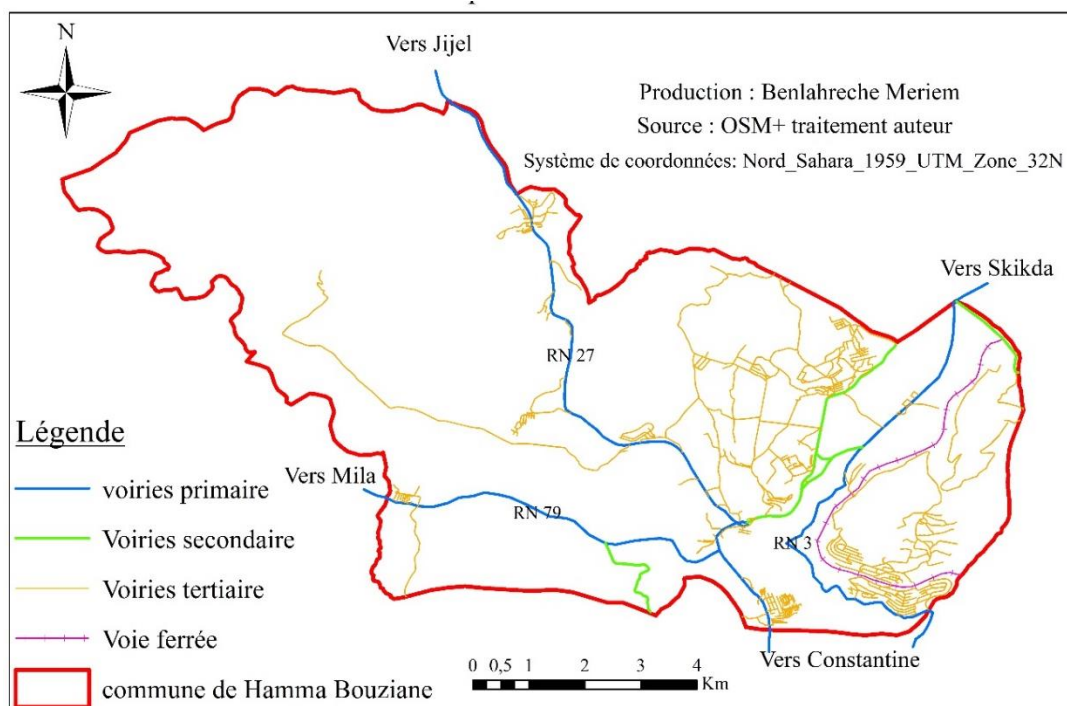 N
Vers Jijel
Production : Benlahreche Meriem
Source : OSM+ traitement auteur
Système de coordonnées: Nord_Sahara_1959_UTM_Zone_32N
Vers Skikda
RN 27
Légende
Vers Mila
voiries primaire
RN 79
RN 3
Voiries secondaire
Voiries tertiaire
Voie ferrée
Vers Constantine
0 0,5 1 2 3 4
Km
commune de Hamma Bouziane